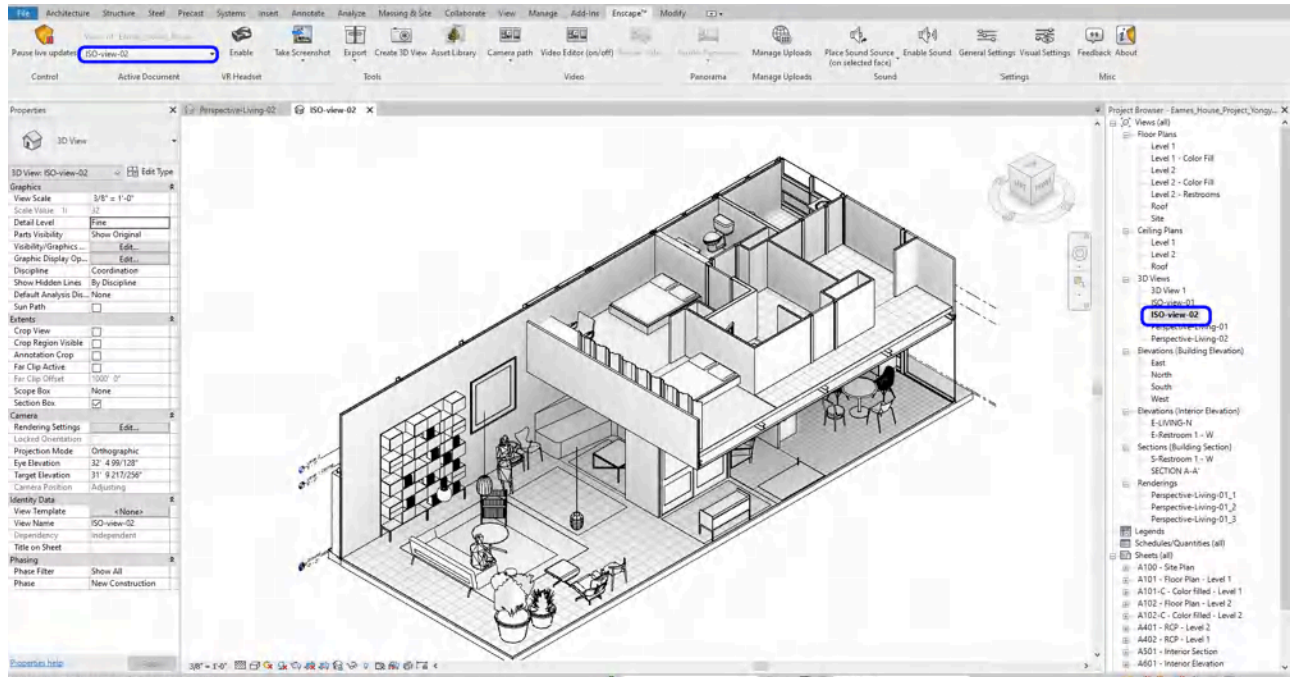 File Architecture Structure Steel Precast Systems Insert Annotate Analyze Massing & Site Collaborate View Manage Add-Ins Enscape™ Modify
Pause live updates
ISO-view-02
Enable
Take Screenshot
Export
Create 3D View
Asset Library
Camera path
Video Editor (on/off)
Manage Uploads
Place Sound Source
(on selected face)
Enable Sound
General Settings
Visual Settings
Feedback
About
Control
Active Document
VR Headset
Tools
Video
Panorama
Manage Uploads
Sound
Settings
Misc
Properties
Perspective-Living-02
ISO-view-02
3D View
3D View: ISO-view-02
Edit Type
Graphics
View Scale 3/8" = 1'-0"
Scale Value 1: 32
Detail Level Fine
Parts Visibility Show Original
Visibility/Graphics ... Edit...
Graphic Display Op... Edit...
Discipline Coordination
Show Hidden Lines By Discipline
Default Analysis Dis... None
Sun Path
Extents
Crop View
Crop Region Visible
Annotation Crop
Far Clip Active
Far Clip Offset 1000' 0"
Scope Box None
Section Box
Camera
Rendering Settings Edit...
Locked Orientation
Projection Mode Orthographic
Eye Elevation 32' 4 99/128"
Target Elevation 31' 9 217/256"
Camera Position Adjusting
Identity Data
View Template <None>
View Name ISO-view-02
Dependency Independent
Title on Sheet
Phasing
Phase Filter Show All
Phase New Construction
Properties help
3/8" = 1'-0"
Project Browser - Eames_House_Project_Yongy...
Views (all)
Floor Plans
Level 1
Level 1 - Color Fill
Level 2
Level 2 - Color Fill
Level 2 - Restrooms
Roof
Site
Ceiling Plans
Level 1
Level 2
Roof
3D Views
3D View 1
ISO-view-01
ISO-view-02
Perspective-Living-01
Perspective-Living-02
Elevations (Building Elevation)
East
North
South
West
Elevations (Interior Elevation)
E-LIVING-N
E-Restroom 1 - W
Sections (Building Section)
S-Restroom 1 - W
SECTION A-A'
Renderings
Perspective-Living-01_1
Perspective-Living-01_2
Perspective-Living-01_3
Legends
Schedules/Quantities (all)
Sheets (all)
A100 - Site Plan
A101 - Floor Plan - Level 1
A101-C - Color filled - Level 1
A102 - Floor Plan - Level 2
A102-C - Color filled - Level 2
A401 - RCP - Level 2
A402 - RCP - Level 1
A501 - Interior Section
A601 - Interior Elevation